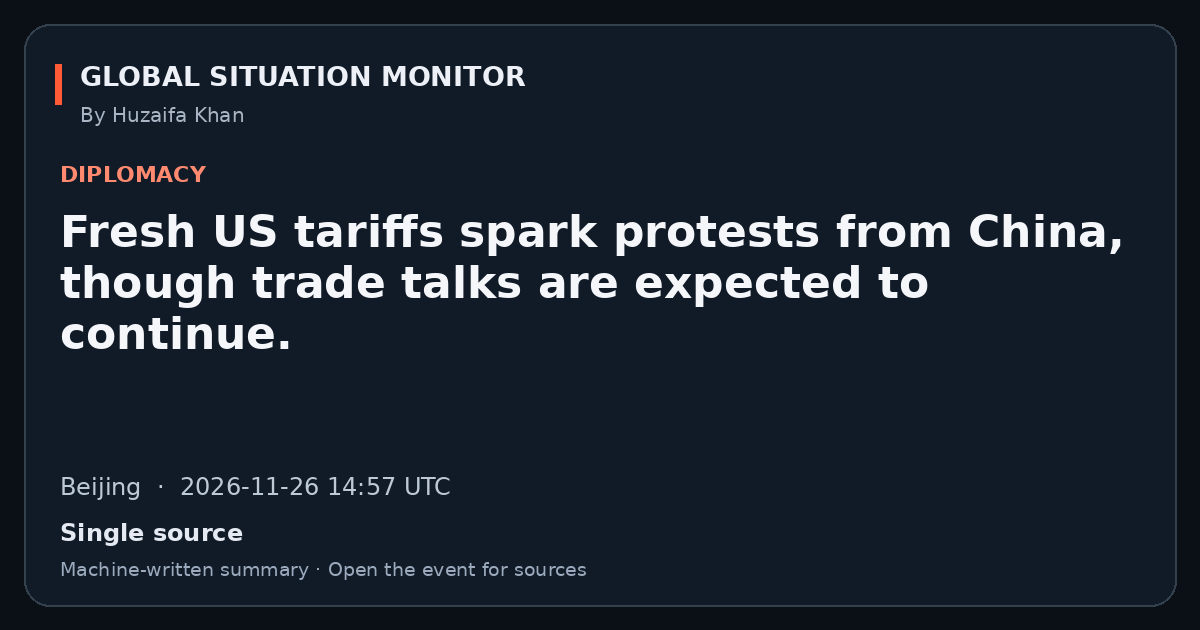 GLOBAL SITUATION MONITOR
By Huzaifa Khan
DIPLOMACY
Fresh US tariffs spark protests from China,
though trade talks are expected to
continue.
Beijing · 2026-11-26 14:57 UTC
Single source
Machine-written summary · Open the event for sources